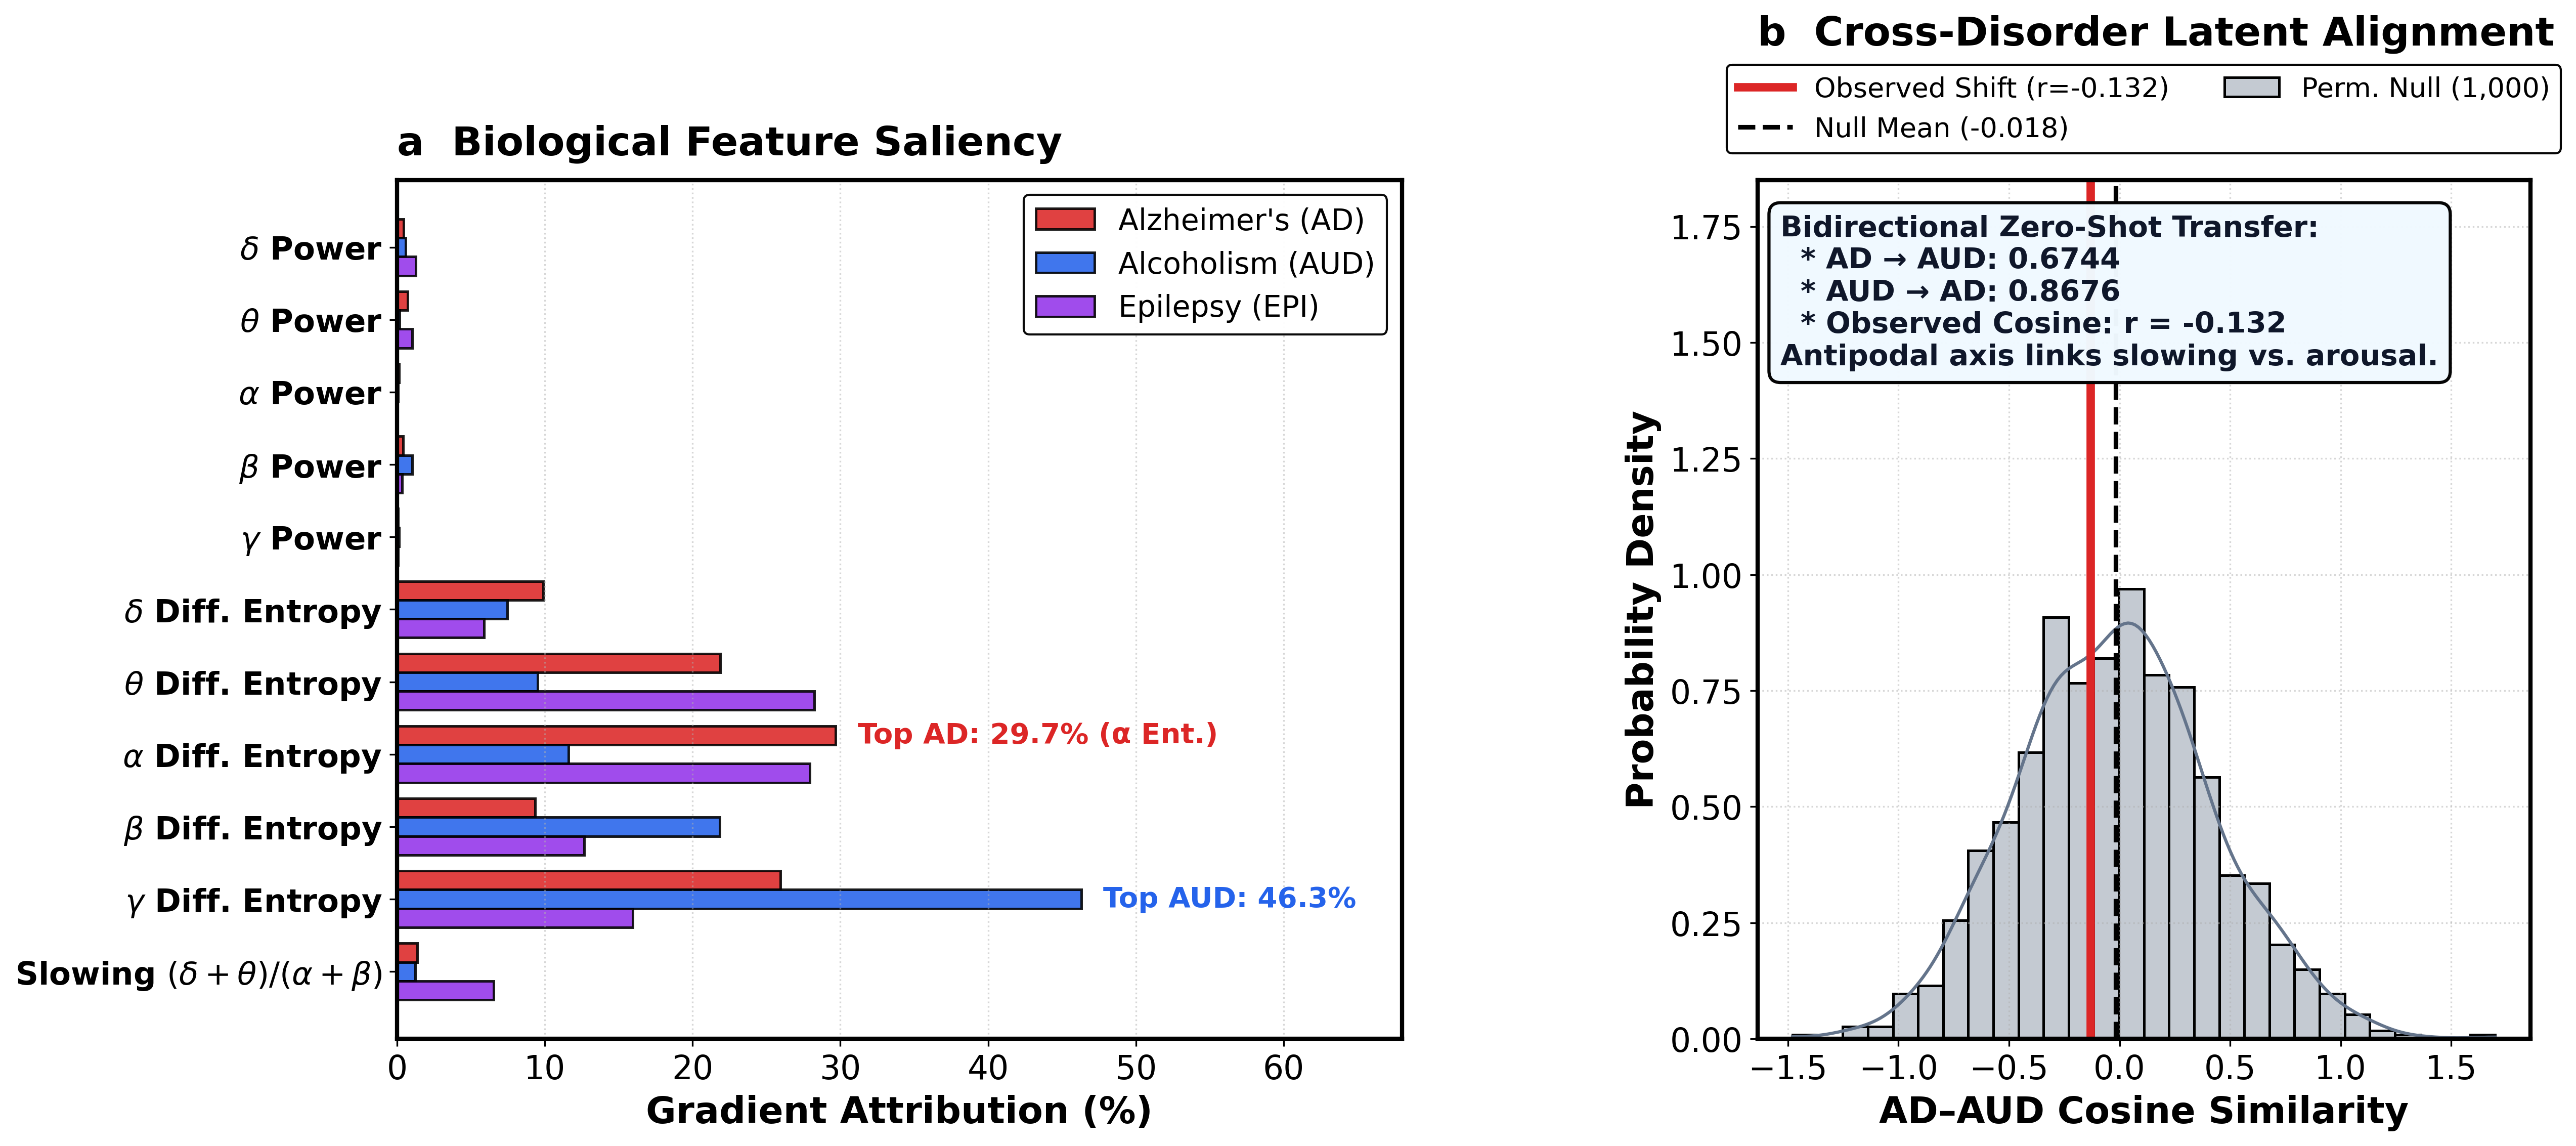 a Biological Feature Saliency
Alzheimer's (AD)
Alcoholism (AUD)
Epilepsy (EPI)
δ Power
θ Power
α Power
β Power
γ Power
δ Diff. Entropy
θ Diff. Entropy
α Diff. Entropy
β Diff. Entropy
γ Diff. Entropy
Slowing (δ + θ)/(α + β)
Top AD: 29.7% (α Ent.)
Top AUD: 46.3%
0 10 20 30 40 50 60
Gradient Attribution (%)
b Cross-Disorder Latent Alignment
Observed Shift (r=-0.132)
Null Mean (-0.018)
Perm. Null (1,000)
Bidirectional Zero-Shot Transfer:
* AD → AUD: 0.6744
* AUD → AD: 0.8676
* Observed Cosine: r = -0.132
Antipodal axis links slowing vs. arousal.
Probability Density
1.75
1.50
1.25
1.00
0.75
0.50
0.25
0.00
−1.5 −1.0 −0.5 0.0 0.5 1.0 1.5
AD–AUD Cosine Similarity